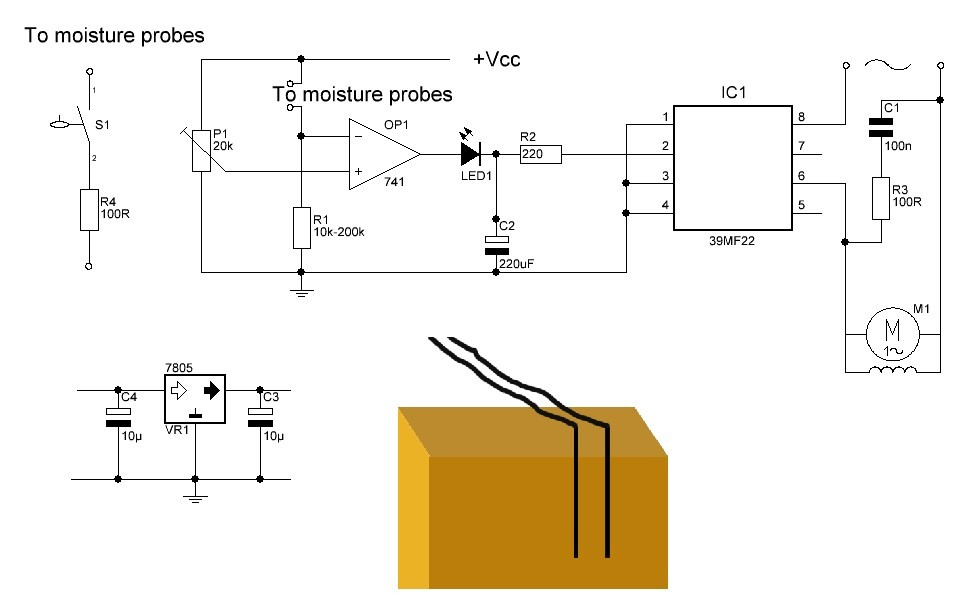 To moisture probes
+Vcc
To moisture probes
1
S1
2
R4
100R
P1
20k
OP1
−
+
741
R1
10k-200k
LED1
R2
220
C2
220uF
IC1
1
2
3
4
8
7
6
5
39MF22
C1
100n
R3
100R
M1
M
1~
7805
C4
10µ
VR1
C3
10µ